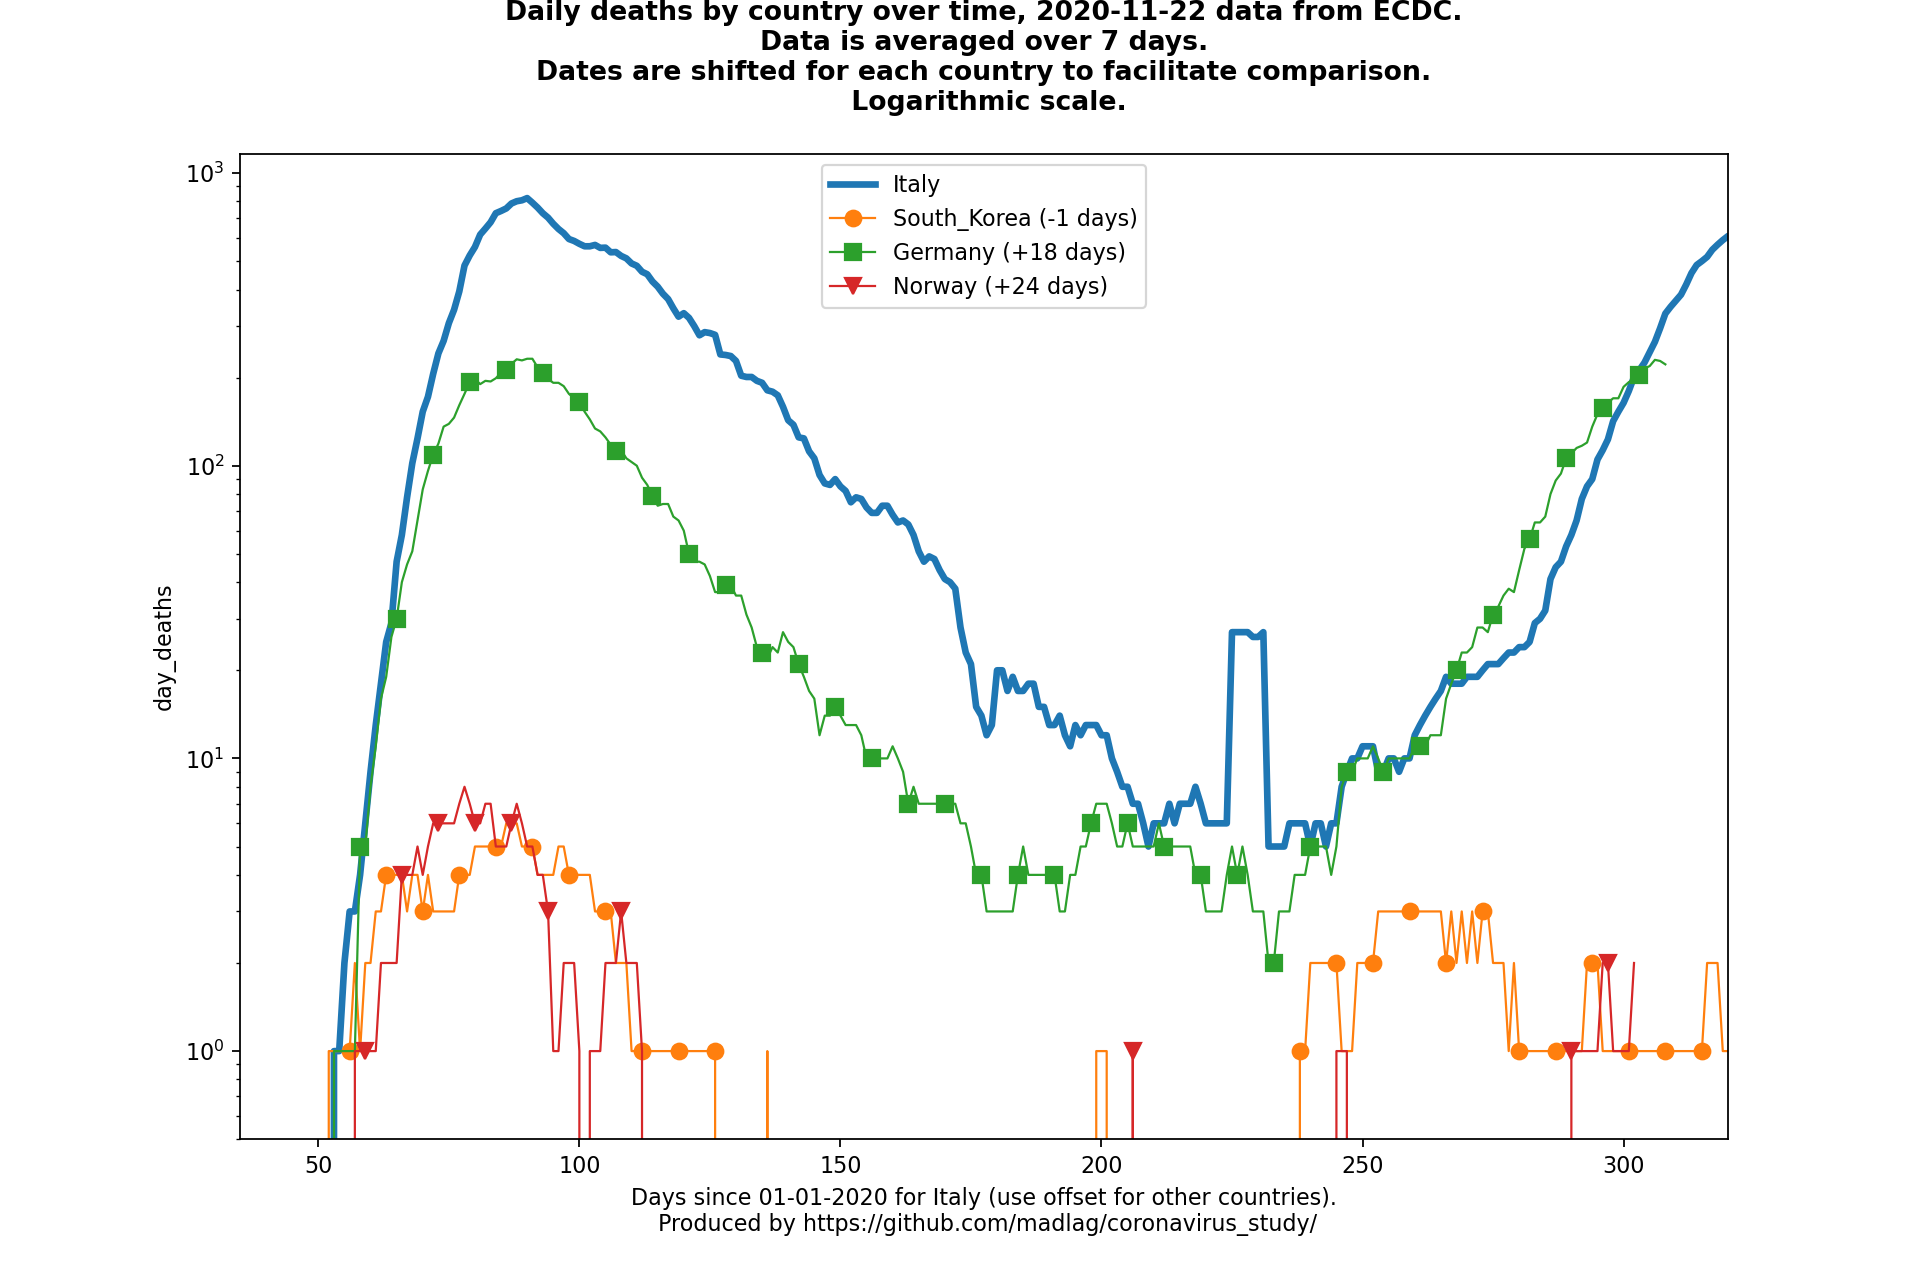 Daily deaths by country over time, 2020-11-22 data from ECDC.
Data is averaged over 7 days.
Dates are shifted for each country to facilitate comparison.
Logarithmic scale.
10³
10²
10¹
10⁰
day_deaths
Italy
South_Korea (-1 days)
Germany (+18 days)
Norway (+24 days)
50 100 150 200 250 300
Days since 01-01-2020 for Italy (use offset for other countries).
Produced by https://github.com/madlag/coronavirus_study/